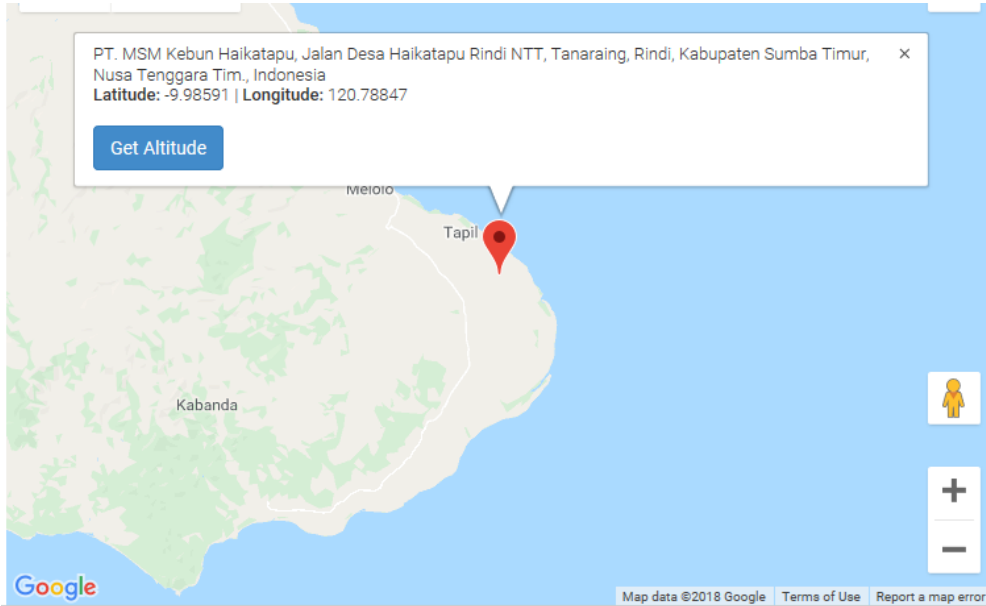 PT. MSM Kebun Haikatapu, Jalan Desa Haikatapu Rindi NTT, Tanaraing, Rindi, Kabupaten Sumba Timur,
Nusa Tenggara Tim., Indonesia
Latitude: -9.98591 | Longitude: 120.78847
Get Altitude
Melolo
Tapil
Kabanda
Google
Map data ©2018 Google
Terms of Use
Report a map error